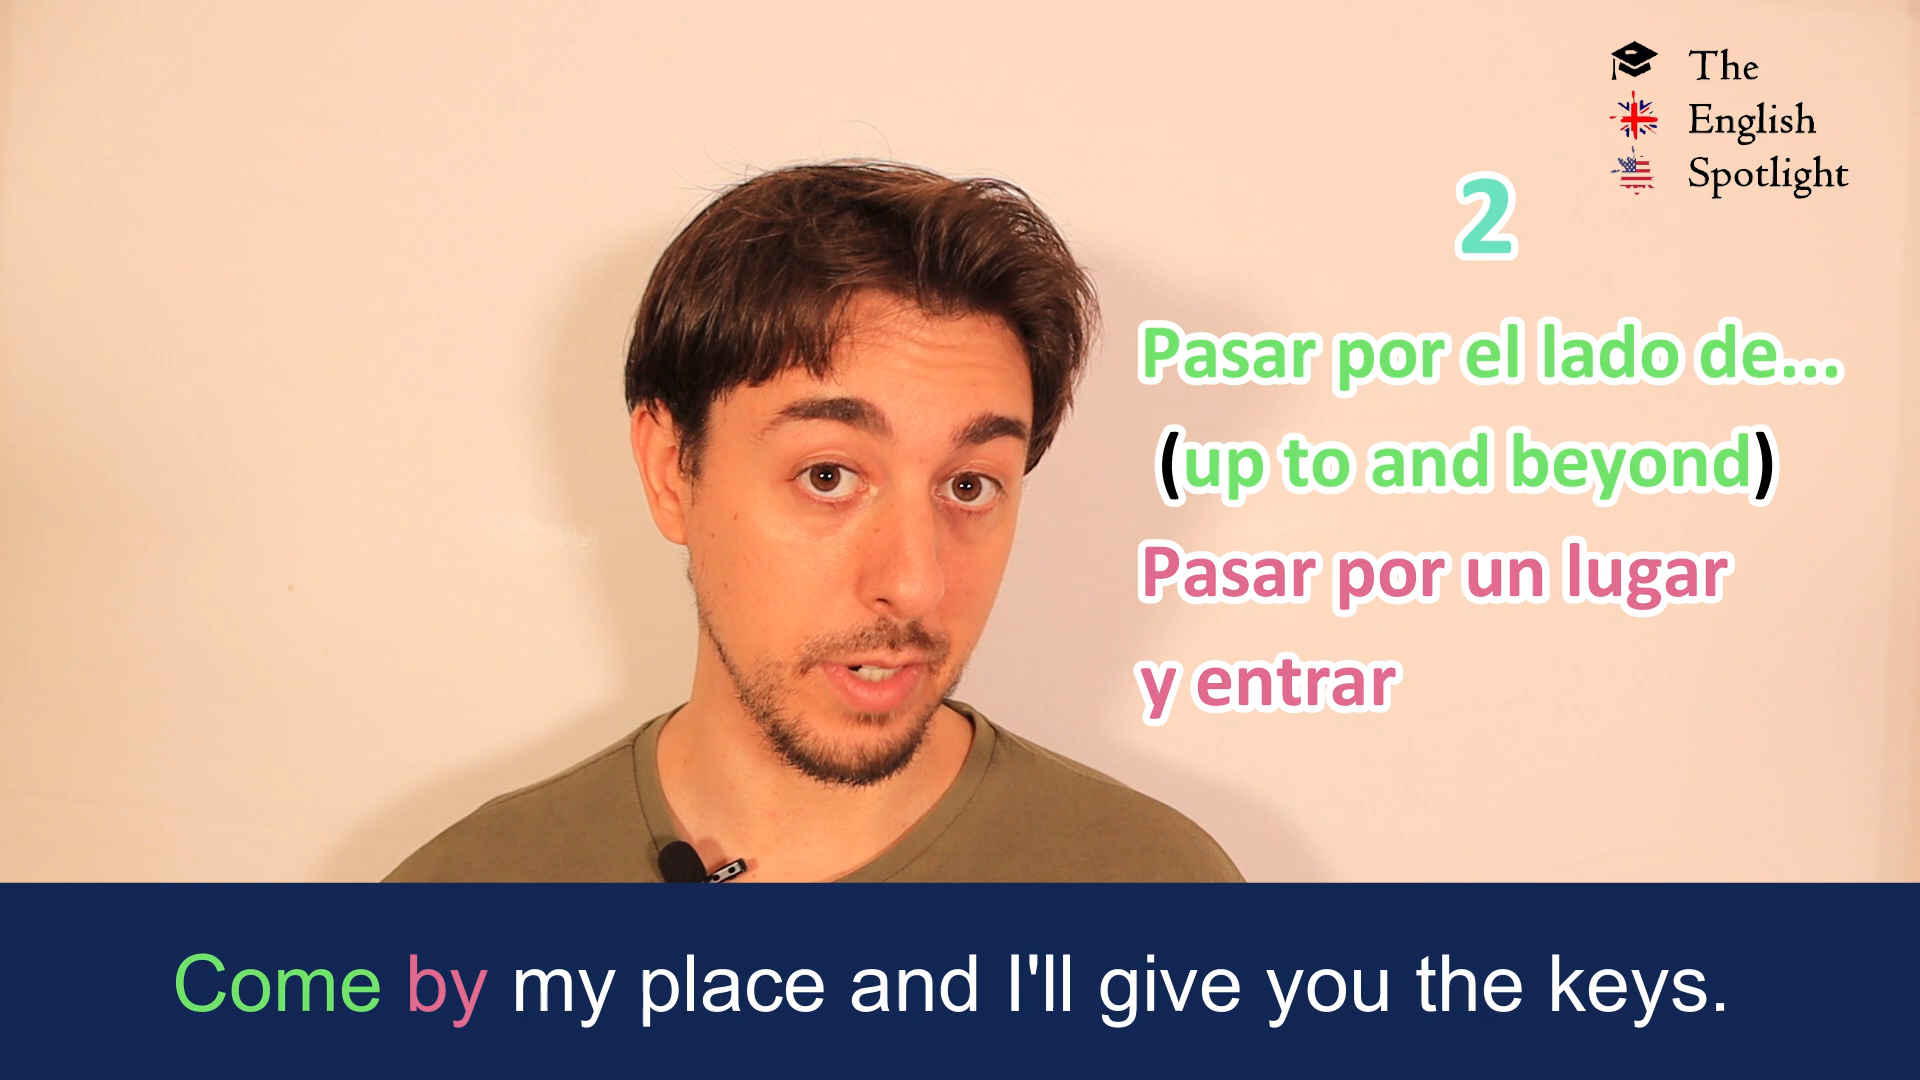 The
English
Spotlight
2
Pasar por el lado de...
(up to and beyond)
Pasar por un lugar
y entrar
Come by my place and I'll give you the keys.